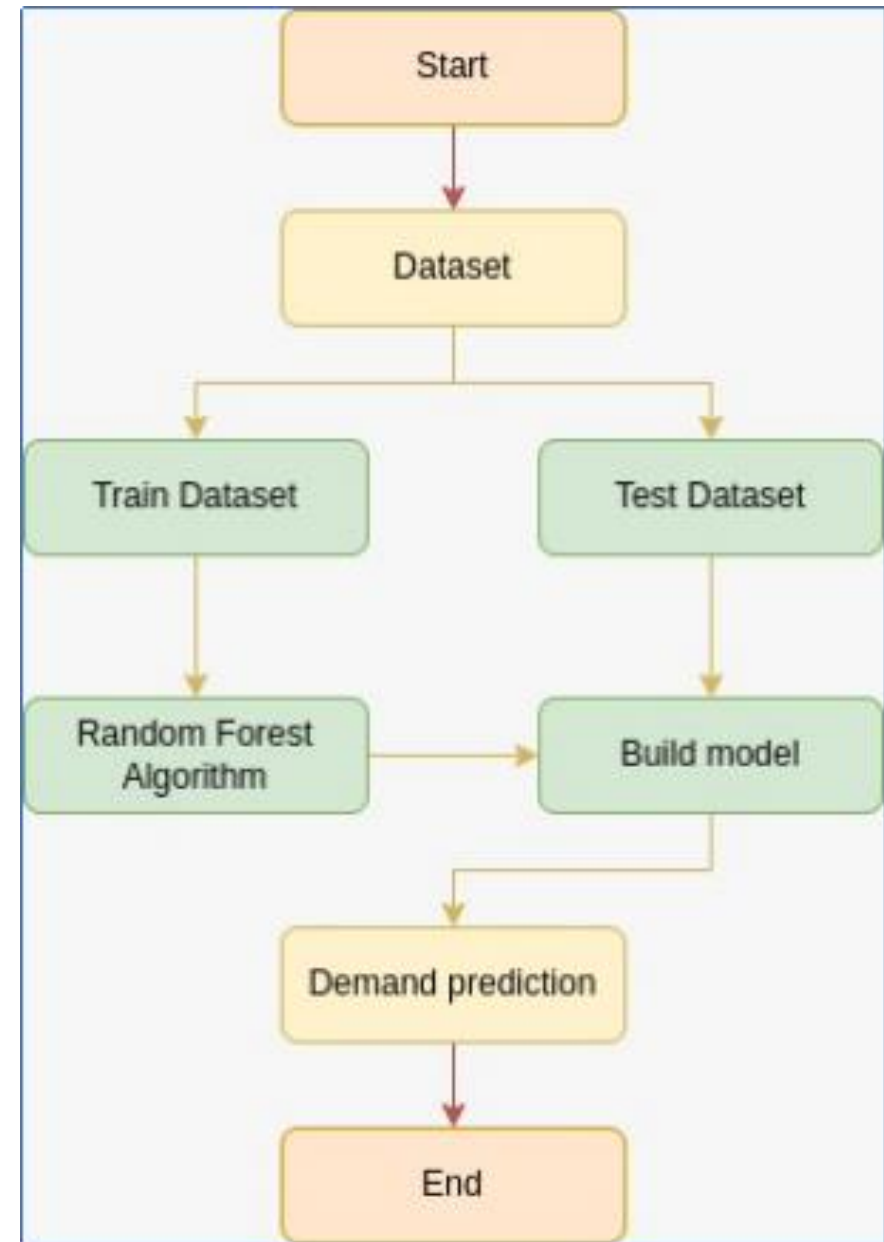 Start
Dataset
Train Dataset
Test Dataset
Random Forest
Algorithm
Build model
Demand prediction
End